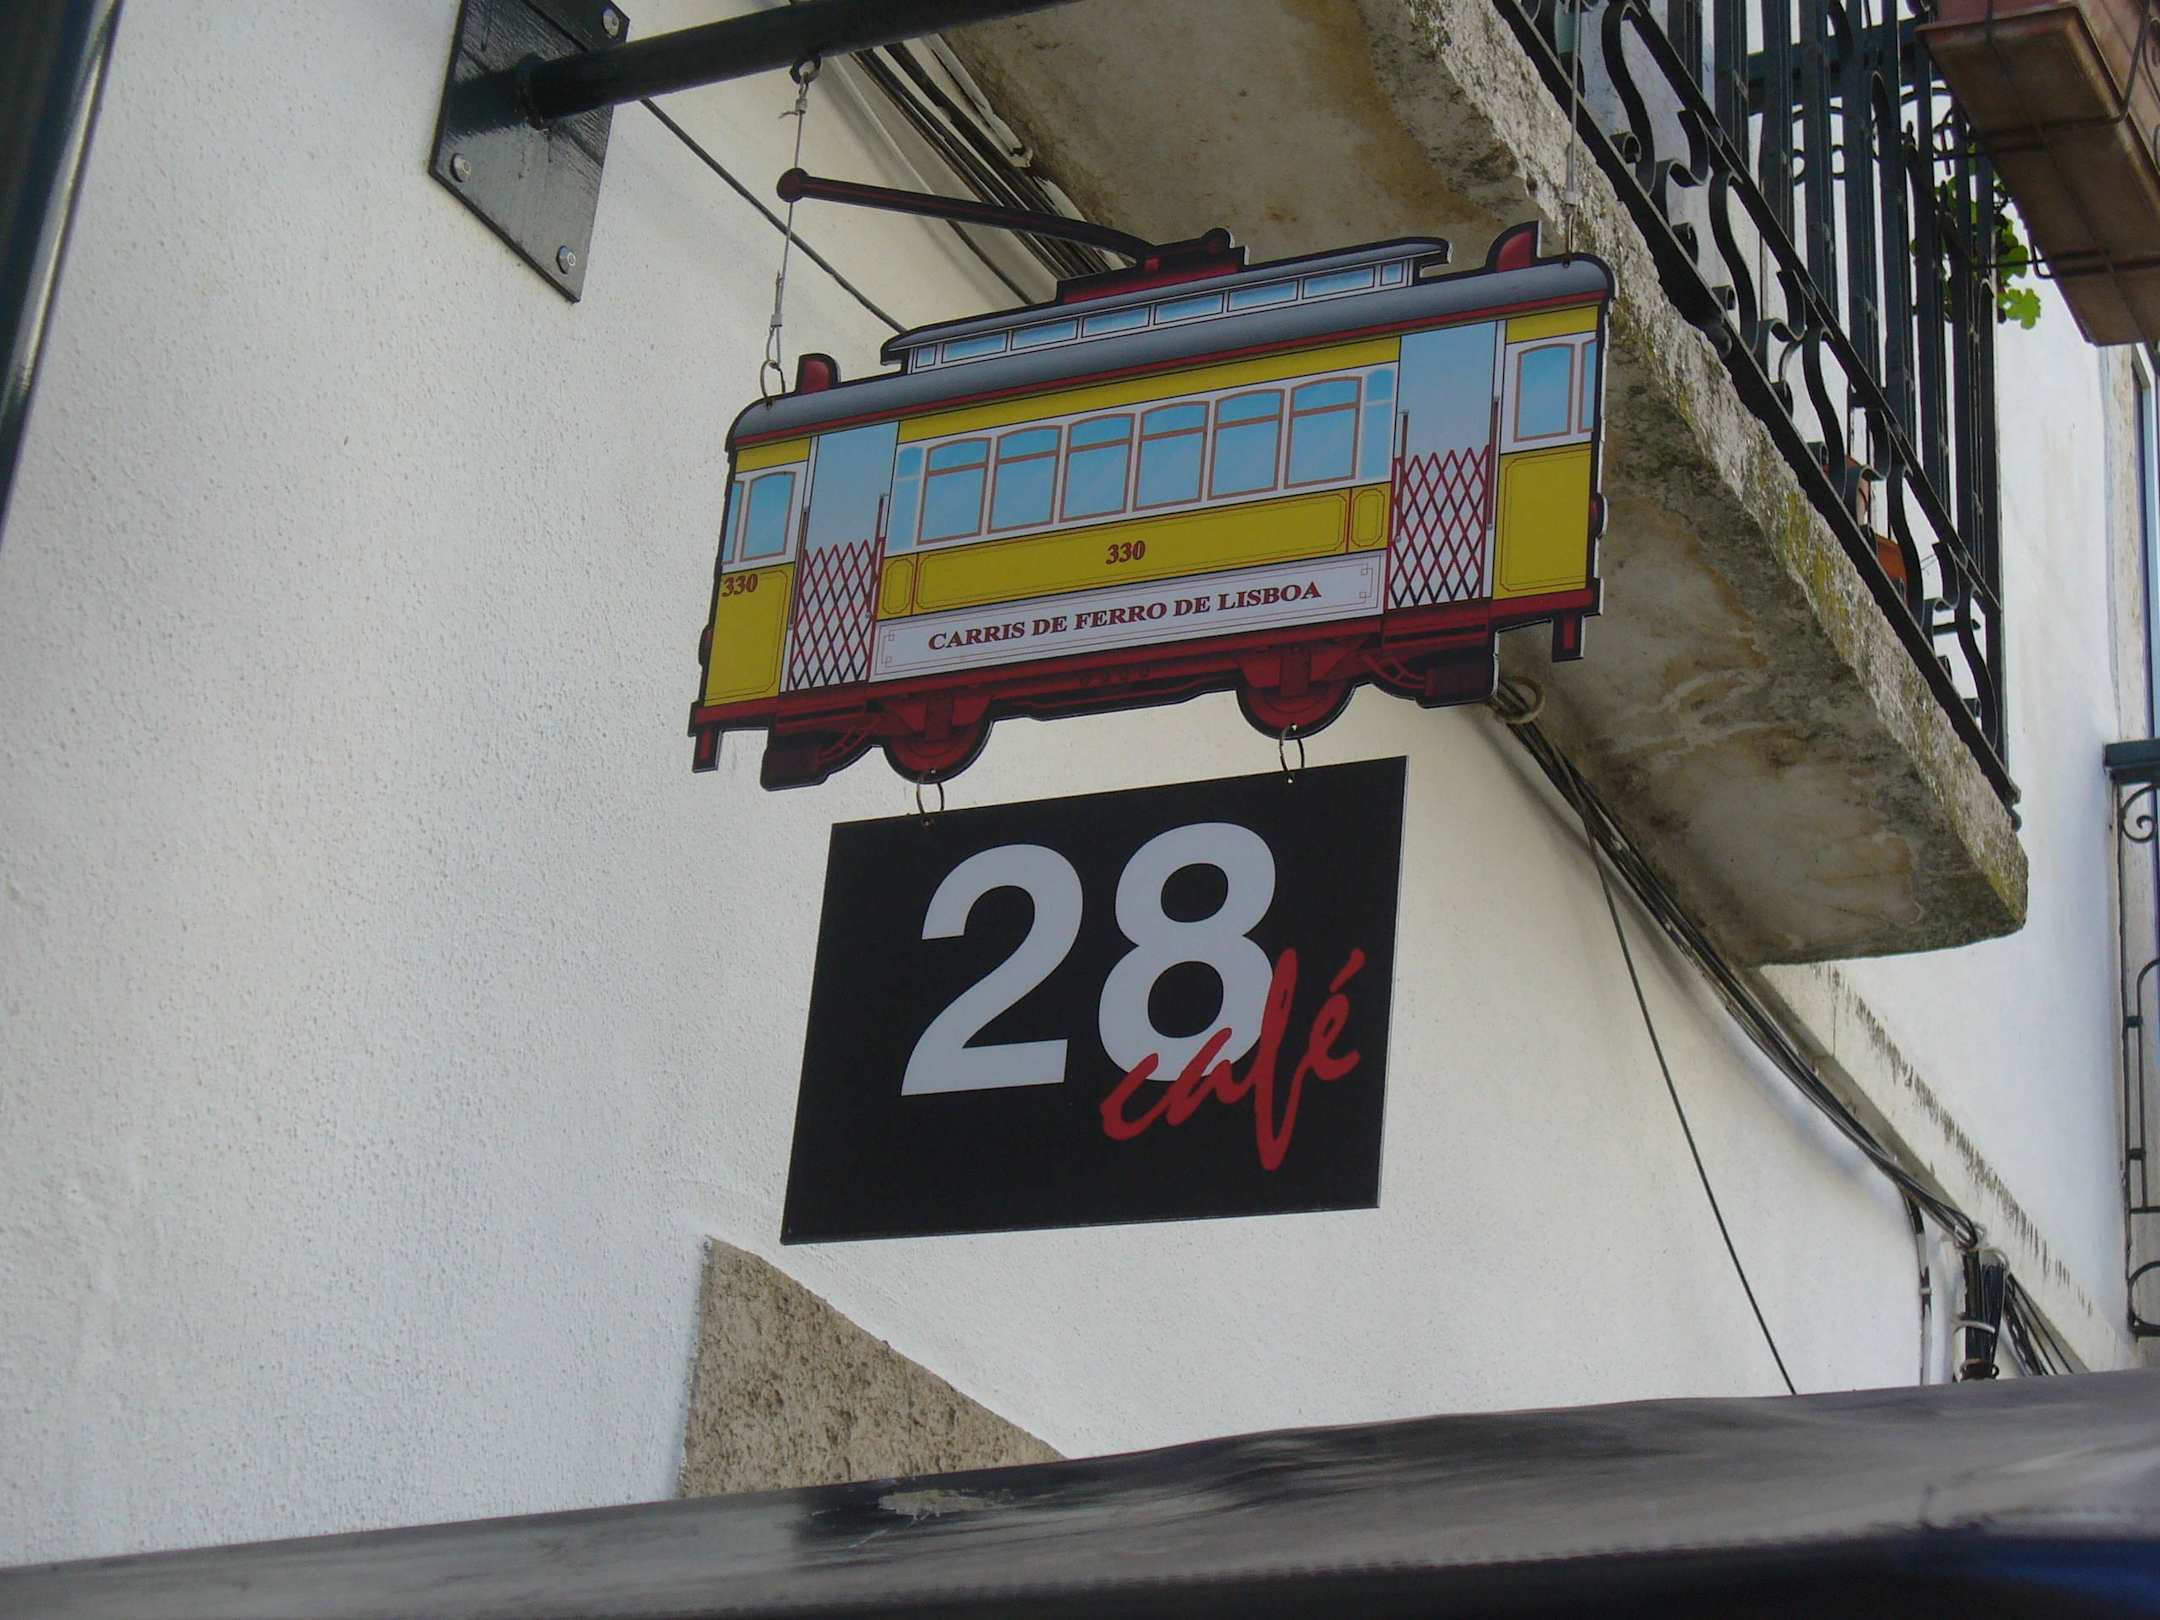 330
330
CARRIS DE FERRO DE LISBOA
28
café